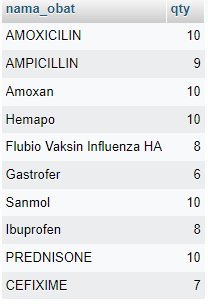 nama_obat qty
AMOXICILIN 10
AMPICILLIN 9
Amoxan 10
Hemapo 10
Flubio Vaksin Influenza HA 8
Gastrofer 6
Sanmol 10
Ibuprofen 8
PREDNISONE 10
CEFIXIME 7